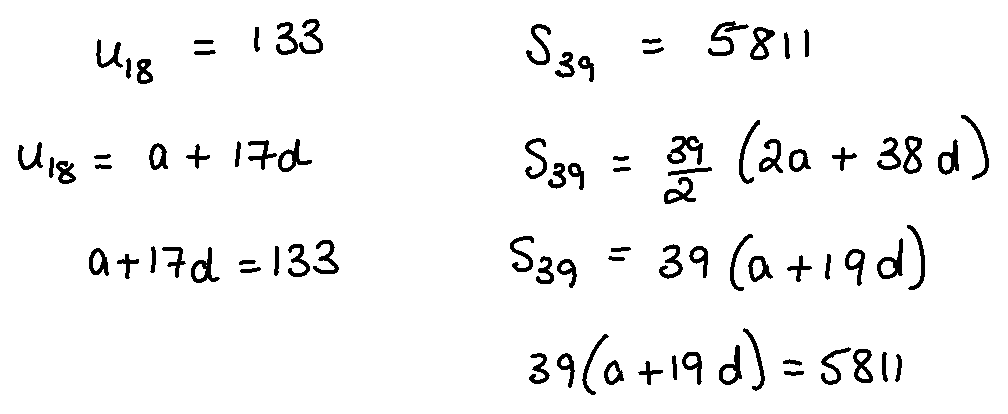 u₁₈ = 133
u₁₈ = a + 17d
a+17d = 133
S₃₉ = 5811
S₃₉ = 39/2 (2a + 38d)
S₃₉ = 39 (a + 19d)
39(a + 19d) = 5811